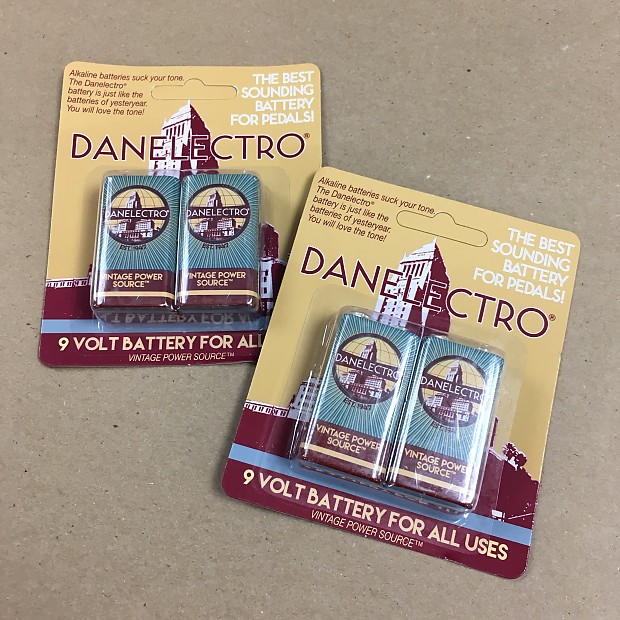 Alkaline batteries suck your tone.
The Danelectro®
battery is just like the
batteries of yesteryear.
You will love the tone!
THE BEST
SOUNDING
BATTERY
FOR PEDALS!
DANELECTRO®
DANELECTRO
VINTAGE POWER
SOURCE™
DANELECTRO
VINTAGE POWER
SOURCE™
9 VOLT BATTERY FOR ALL
VINTAGE POWER SOURCE™
Alkaline batteries suck your tone.
The Danelectro®
battery is just like the
batteries of yesteryear.
You will love the tone!
THE BEST
SOUNDING
BATTERY
FOR PEDALS!
DANELECTRO®
DANELECTRO
VINTAGE POWER
SOURCE™
DANELECTRO
VINTAGE POWER
SOURCE™
9 VOLT BATTERY FOR ALL USES
VINTAGE POWER SOURCE™